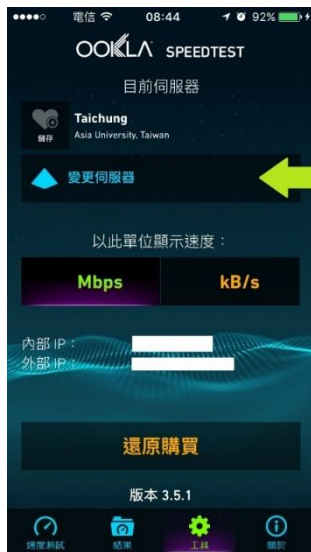 電信 08:44 92%
OOKLA SPEEDTEST
目前伺服器
Taichung
儲存 Asia University, Taiwan
變更伺服器
以此單位顯示速度：
Mbps kB/s
內部 IP：
外部 IP：
還原購買
版本 3.5.1
速度測試 結果 工具 關於